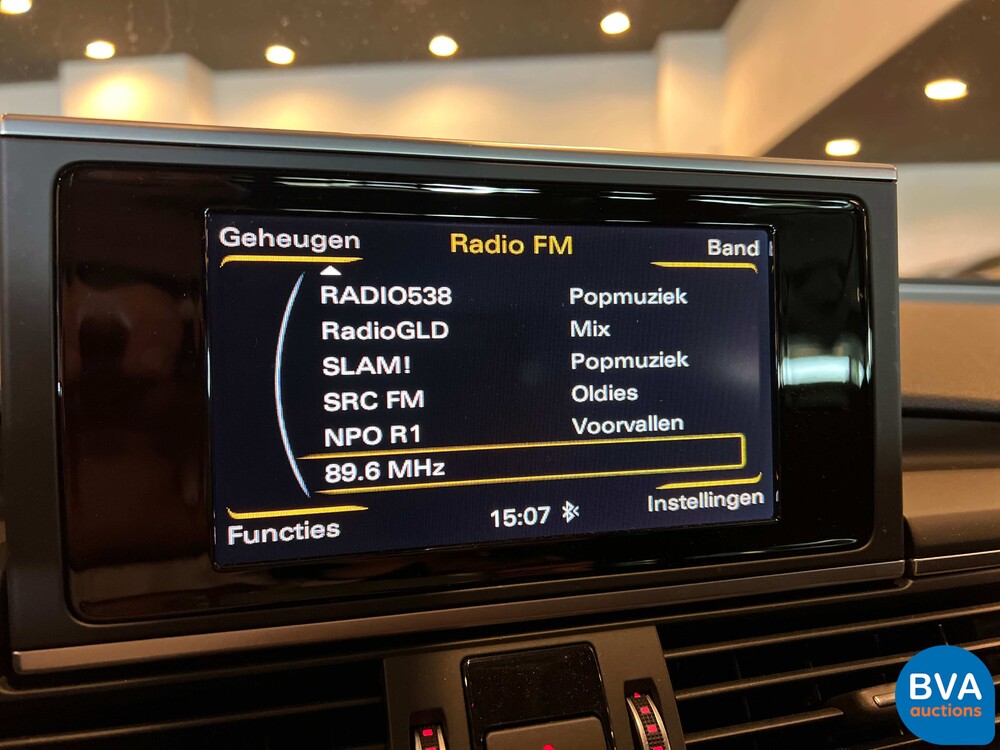 Geheugen Radio FM Band
RADIO538 Popmuziek
RadioGLD Mix
SLAM! Popmuziek
SRC FM Oldies
NPO R1 Voorvallen
89.6 MHz
Functies 15:07 Instellingen
BVA
auctions